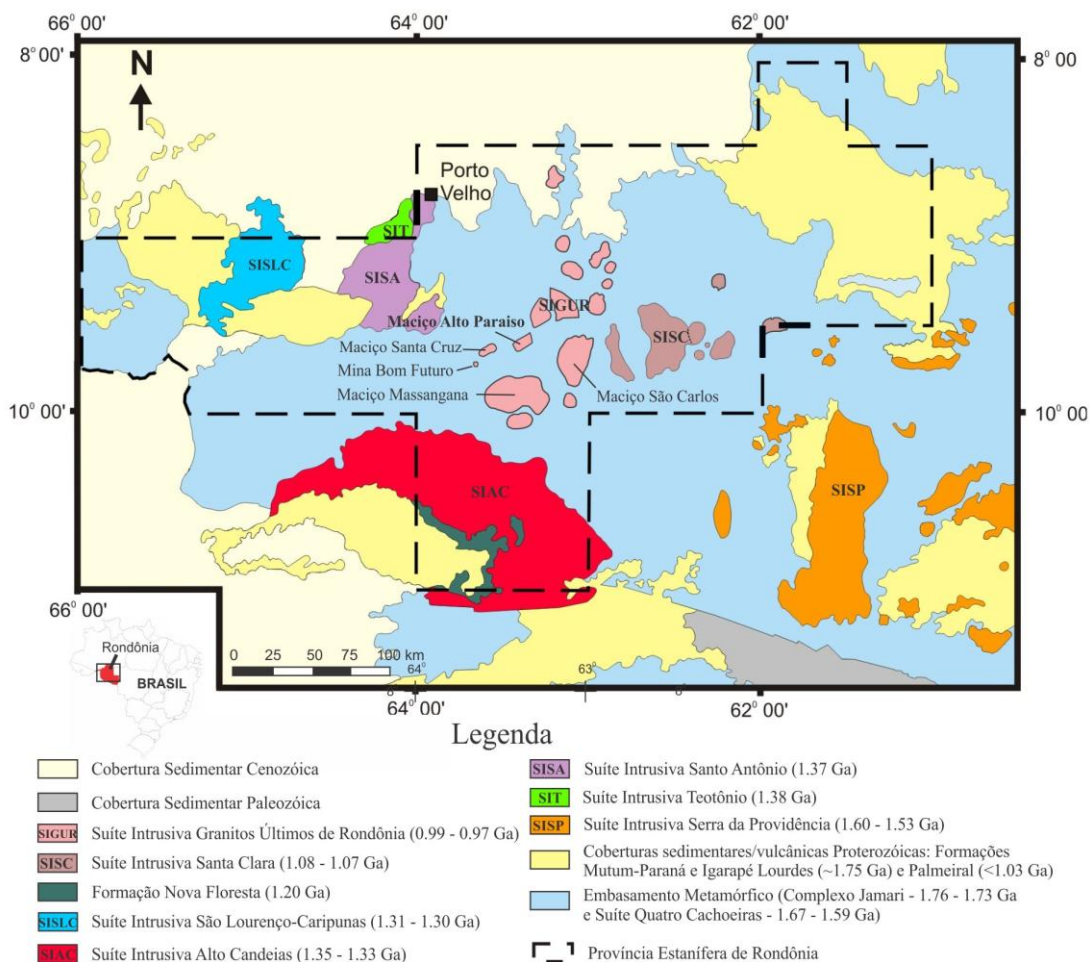 66° 00'
64° 00'
62° 00'
8° 00'
8° 00'
N
Porto
Velho
SIT
SISLC
SISA
SIGUR
Maciço Alto Paraiso
SISC
Maciço Santa Cruz
Mina Bom Futuro
Maciço São Carlos
Maciço Massangana
10° 00'
10° 00'
SIAC
SISP
66° 00'
Rondônia
BRASIL
0 25 50 75 100 km
64°
63°
64° 00'
62° 00'
Legenda
Cobertura Sedimentar Cenozóica
Cobertura Sedimentar Paleozóica
SIGUR Suíte Intrusiva Granitos Últimos de Rondônia (0.99 - 0.97 Ga)
SISC Suíte Intrusiva Santa Clara (1.08 - 1.07 Ga)
Formação Nova Floresta (1.20 Ga)
SISLC Suíte Intrusiva São Lourenço-Caripunas (1.31 - 1.30 Ga)
SIAC Suíte Intrusiva Alto Candeias (1.35 - 1.33 Ga)
SISA Suíte Intrusiva Santo Antônio (1.37 Ga)
SIT Suíte Intrusiva Teotônio (1.38 Ga)
SISP Suíte Intrusiva Serra da Providência (1.60 - 1.53 Ga)
Coberturas sedimentares/vulcânicas Proterozóicas: Formações
Mutum-Paraná e Igarapé Lourdes (~1.75 Ga) e Palmeiral (<1.03 Ga)
Embasamento Metamórfico (Complexo Jamari - 1.76 - 1.73 Ga
e Suíte Quatro Cachoeiras - 1.67 - 1.59 Ga)
Província Estanífera de Rondônia